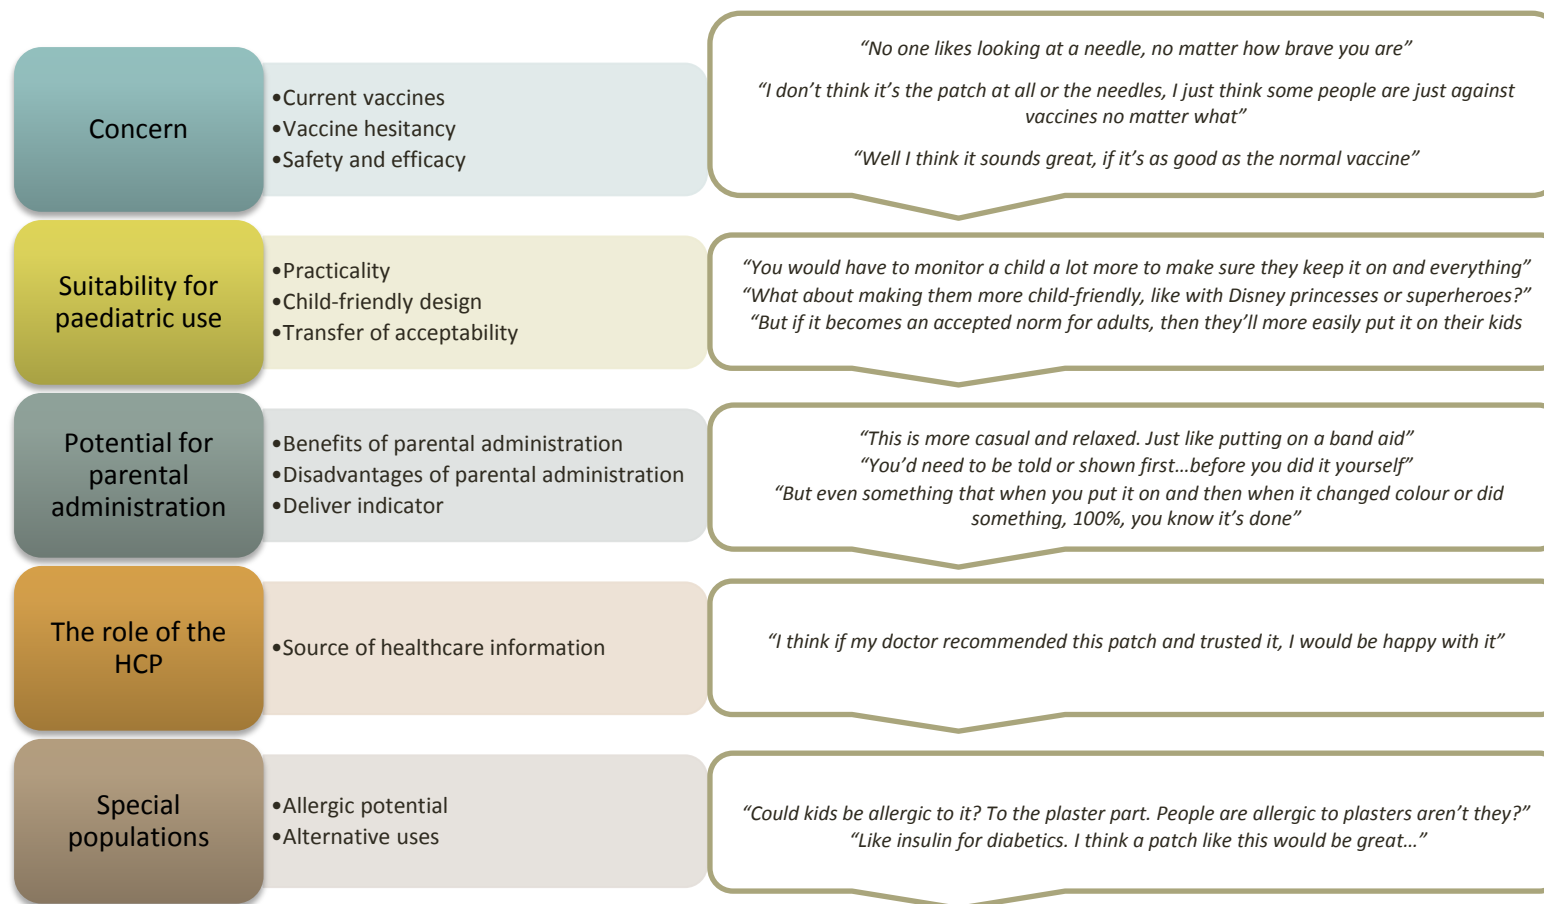 Concern
•Current vaccines
•Vaccine hesitancy
•Safety and efficacy
“No one likes looking at a needle, no matter how brave you are”
“I don’t think it’s the patch at all or the needles, I just think some people are just against
vaccines no matter what”
“Well I think it sounds great, if it’s as good as the normal vaccine”
Suitability for
paediatric use
•Practicality
•Child-friendly design
•Transfer of acceptability
“You would have to monitor a child a lot more to make sure they keep it on and everything”
“What about making them more child-friendly, like with Disney princesses or superheroes?”
“But if it becomes an accepted norm for adults, then they’ll more easily put it on their kids
Potential for
parental
administration
•Benefits of parental administration
•Disadvantages of parental administration
•Deliver indicator
“This is more casual and relaxed. Just like putting on a band aid”
“You’d need to be told or shown first…before you did it yourself”
“But even something that when you put it on and then when it changed colour or did
something, 100%, you know it’s done”
The role of the
HCP
•Source of healthcare information
“I think if my doctor recommended this patch and trusted it, I would be happy with it”
Special
populations
•Allergic potential
•Alternative uses
“Could kids be allergic to it? To the plaster part. People are allergic to plasters aren’t they?”
“Like insulin for diabetics. I think a patch like this would be great…”